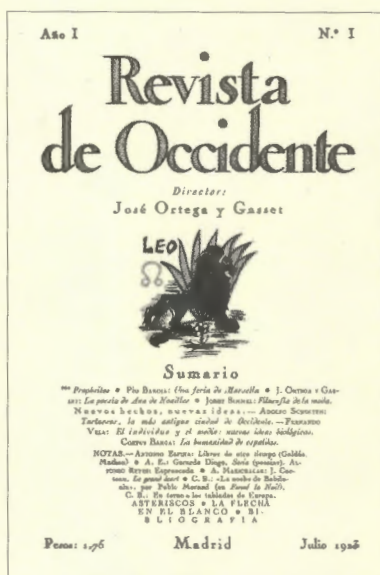 Año I N.º I
Revista
de Occidente
Director:
José Ortega y Gasset
LEO
Sumario
*** Propósitos • Pío Baroja: Una feria de Marsella • J. Ortega y Gas-
set: La poesía de Ana de Noailles • Jorge Simmel: Filosofía de la moda.
Nuevos hechos, nuevas ideas. — Adolfo Schulten:
Tartessos, la más antigua ciudad de Occidente. — Fernando
Vela: El individuo y el medio: nuevas ideas biológicas.
Corpus Barga: La humanidad de espaldas.
NOTAS. — Antonio Espina: Libros de otro tiempo
A. E.: Gerardo Diego, Soria (poesías). Al-
fonso Reyes: • A. Marichalar: J. Coc-
teau, Le grand écart • C. B.: «La noche de Babilo-
nia», por Pablo Morand (en Fermé la Nuit).
C. B.: En torno a los tablados de Europa.
ASTERISCOS • LA FLECHA
EN EL BLANCO • BI-
BLIOGRAFÍA
Madrid Julio 1923